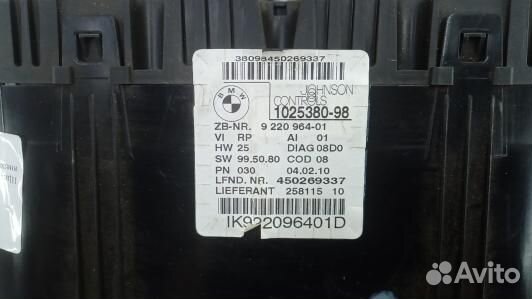 38098450269337
BMW
JOHNSON
CONTROLS
1025380-98
ZB-NR. 9 220 964-01
VI RP AI 01
HW 25 DIAG 08D0
SW 99.50.80 COD 08
PN 030 04.02.10
LFND. NR. 450269337
LIEFERANT 258115 10
IK922096401D
Avito